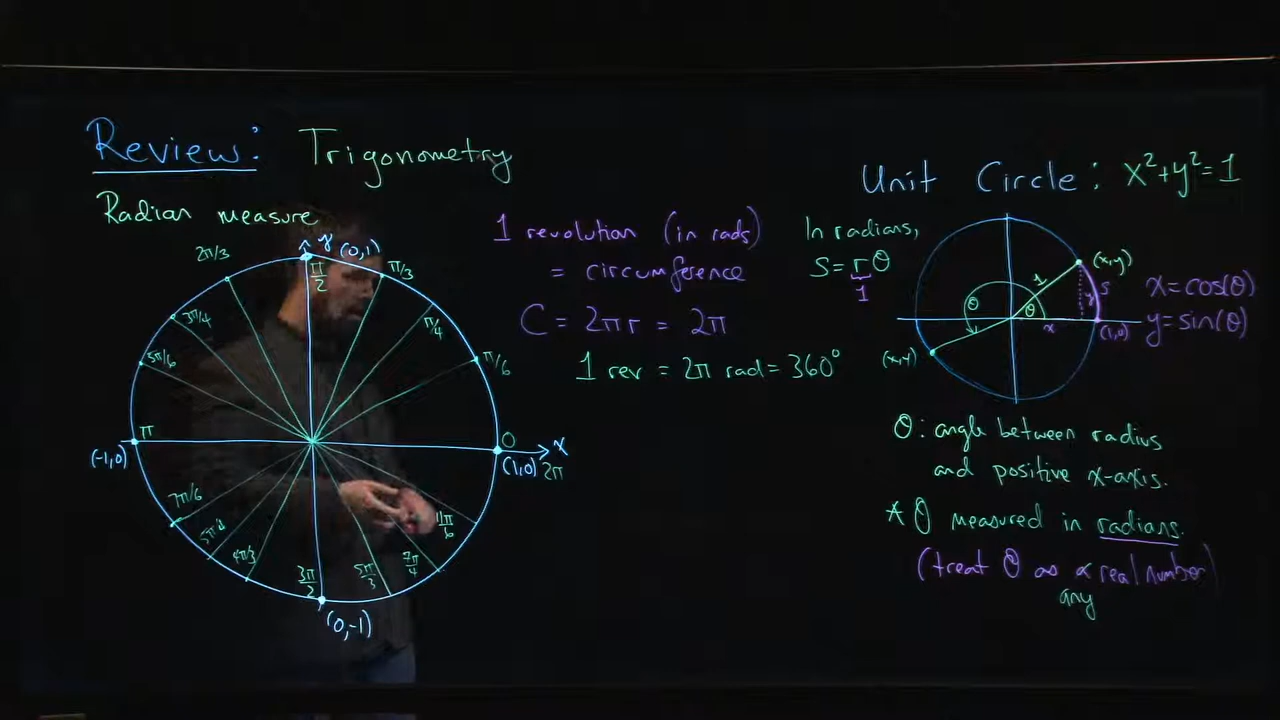 Review: Trigonometry
Radian measure
2π/3
y (0,1)
π/2
π/3
3π/4
π/4
5π/6
π/6
π
0
x
(-1,0)
(1,0) 2π
7π/6
11π/6
5π/4
7π/4
4π/3
5π/3
3π/2
(0,-1)
1 revolution (in rads)
= circumference
C = 2πr = 2π
1 rev = 2π rad = 360°
In radians,
S = rθ
1
Unit Circle: x²+y²=1
(x,y)
1
s
θ
θ
y
x
(1,0)
(x,y)
x=cos(θ)
y=sin(θ)
θ: angle between radius
and positive x-axis.
* θ measured in radians.
(treat θ as a real number)
any